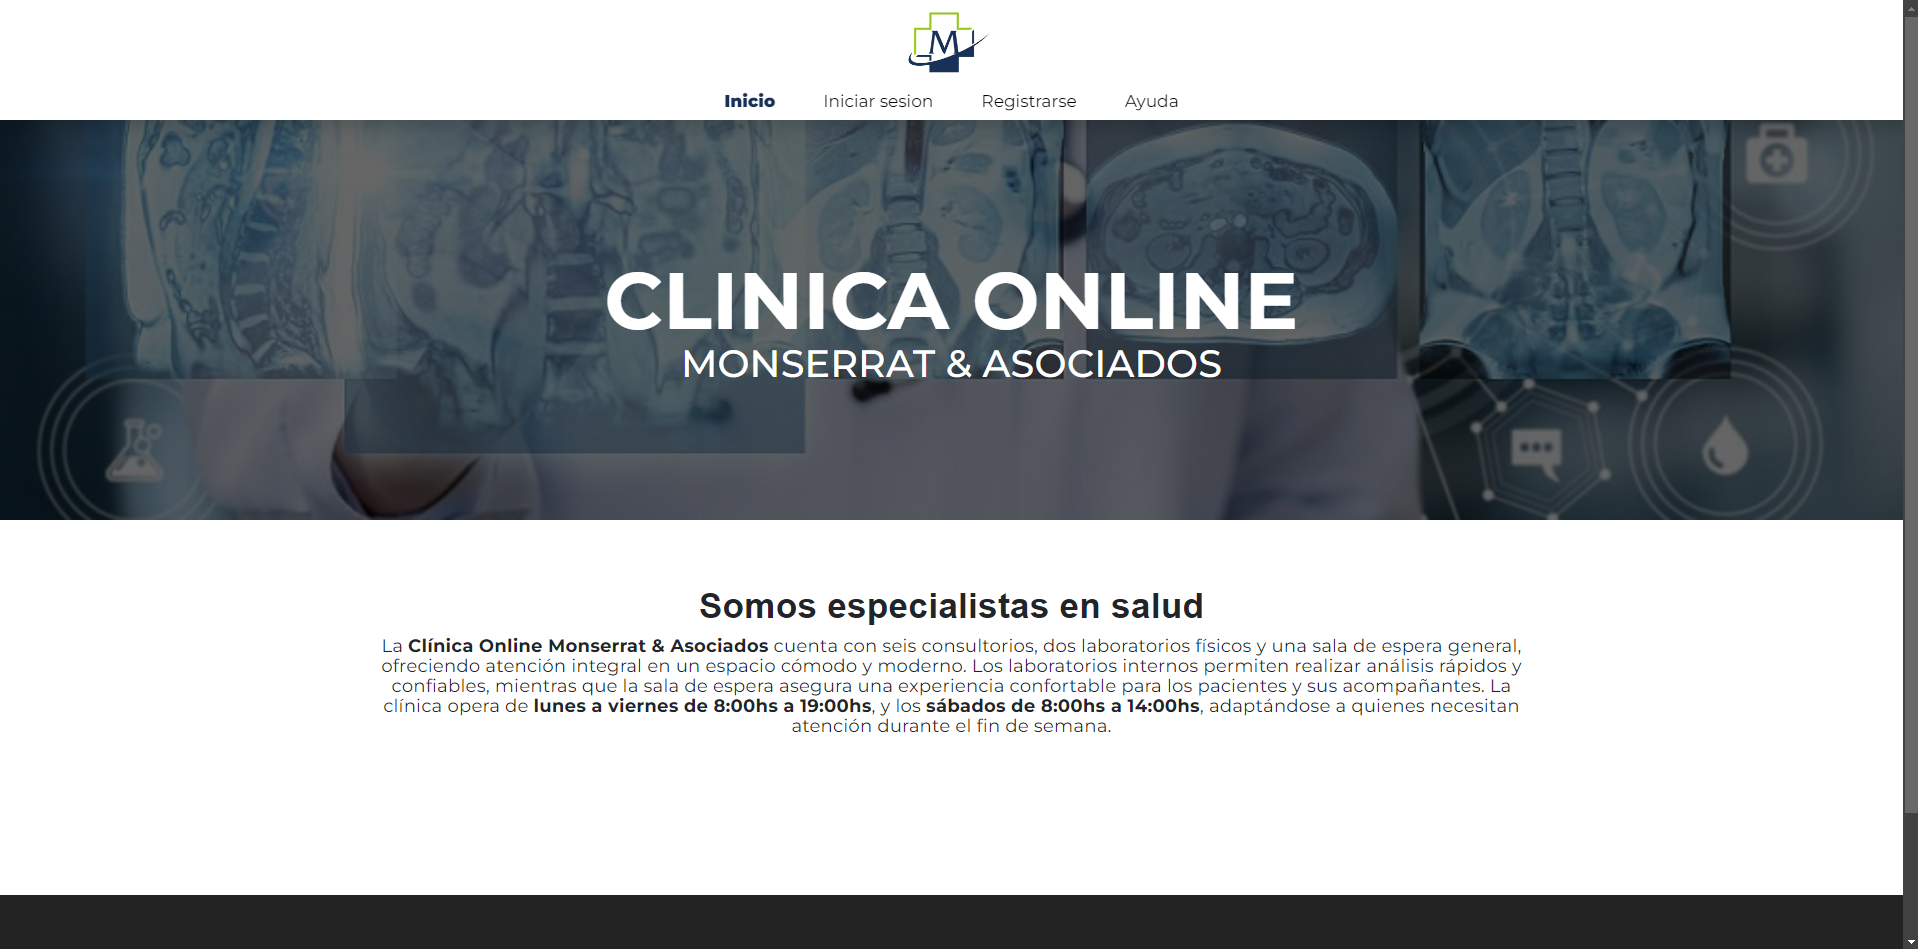 M
Inicio Iniciar sesion Registrarse Ayuda
CLINICA ONLINE
MONSERRAT & ASOCIADOS
Somos especialistas en salud
La Clínica Online Monserrat & Asociados cuenta con seis consultorios, dos laboratorios físicos y una sala de espera general,
ofreciendo atención integral en un espacio cómodo y moderno. Los laboratorios internos permiten realizar análisis rápidos y
confiables, mientras que la sala de espera asegura una experiencia confortable para los pacientes y sus acompañantes. La
clínica opera de lunes a viernes de 8:00hs a 19:00hs, y los sábados de 8:00hs a 14:00hs, adaptándose a quienes necesitan
atención durante el fin de semana.